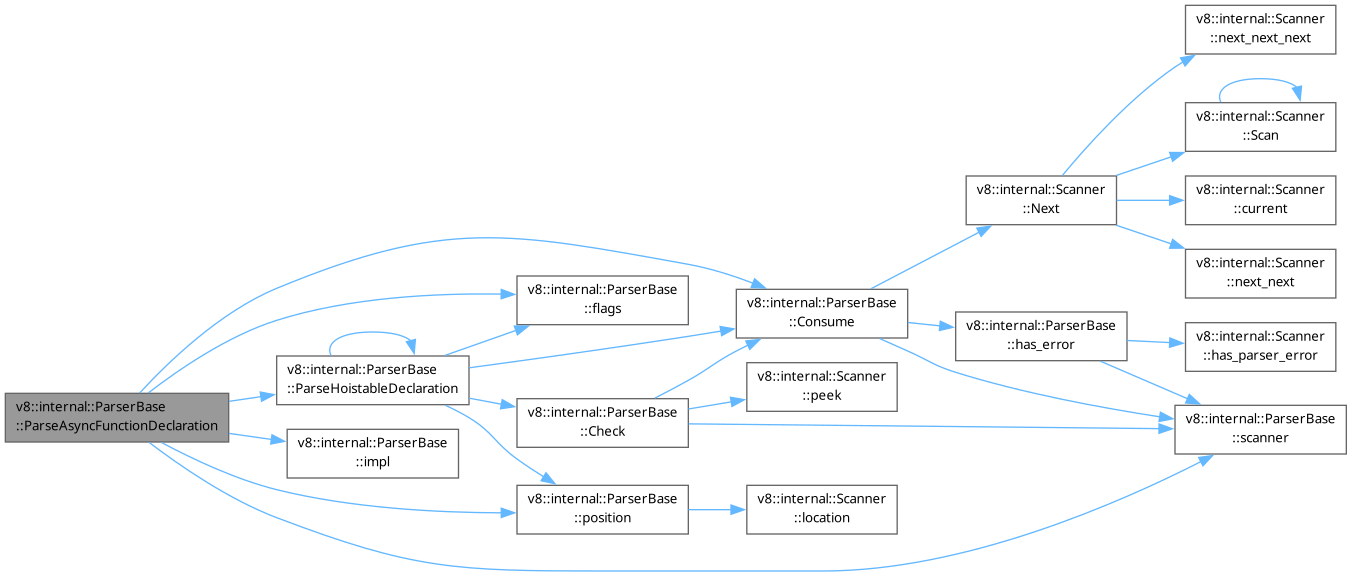 v8::internal::ParserBase
::ParseAsyncFunctionDeclaration
v8::internal::ParserBase
::ParseHoistableDeclaration
v8::internal::ParserBase
::impl
v8::internal::ParserBase
::flags
v8::internal::ParserBase
::Check
v8::internal::ParserBase
::position
v8::internal::ParserBase
::Consume
v8::internal::Scanner
::peek
v8::internal::Scanner
::location
v8::internal::Scanner
::Next
v8::internal::ParserBase
::has_error
v8::internal::Scanner
::next_next_next
v8::internal::Scanner
::Scan
v8::internal::Scanner
::current
v8::internal::Scanner
::next_next
v8::internal::Scanner
::has_parser_error
v8::internal::ParserBase
::scanner